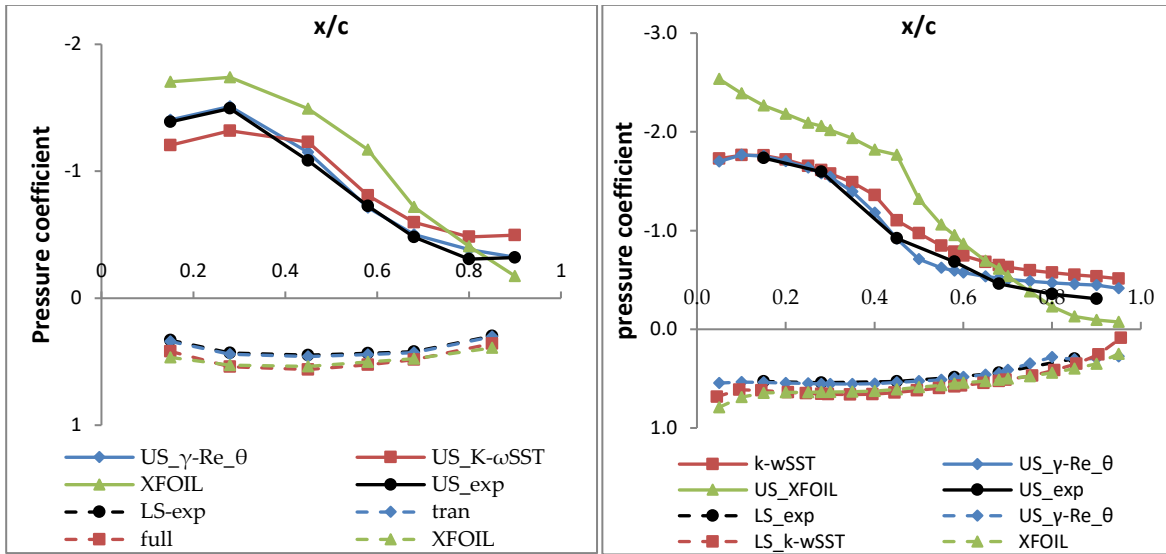 x/c
-2
-1
0
1
0 0.2 0.4 0.6 0.8 1
Pressure coefficient
US_γ-Re_θ US_K-ωSST
XFOIL US_exp
LS-exp tran
full XFOIL
x/c
-3.0
-2.0
-1.0
0.0
1.0
0.0 0.2 0.4 0.6 0.8 1.0
pressure coefficient
k-wSST US_γ-Re_θ
US_XFOIL US_exp
LS_exp US_γ-Re_θ
LS_k-wSST XFOIL